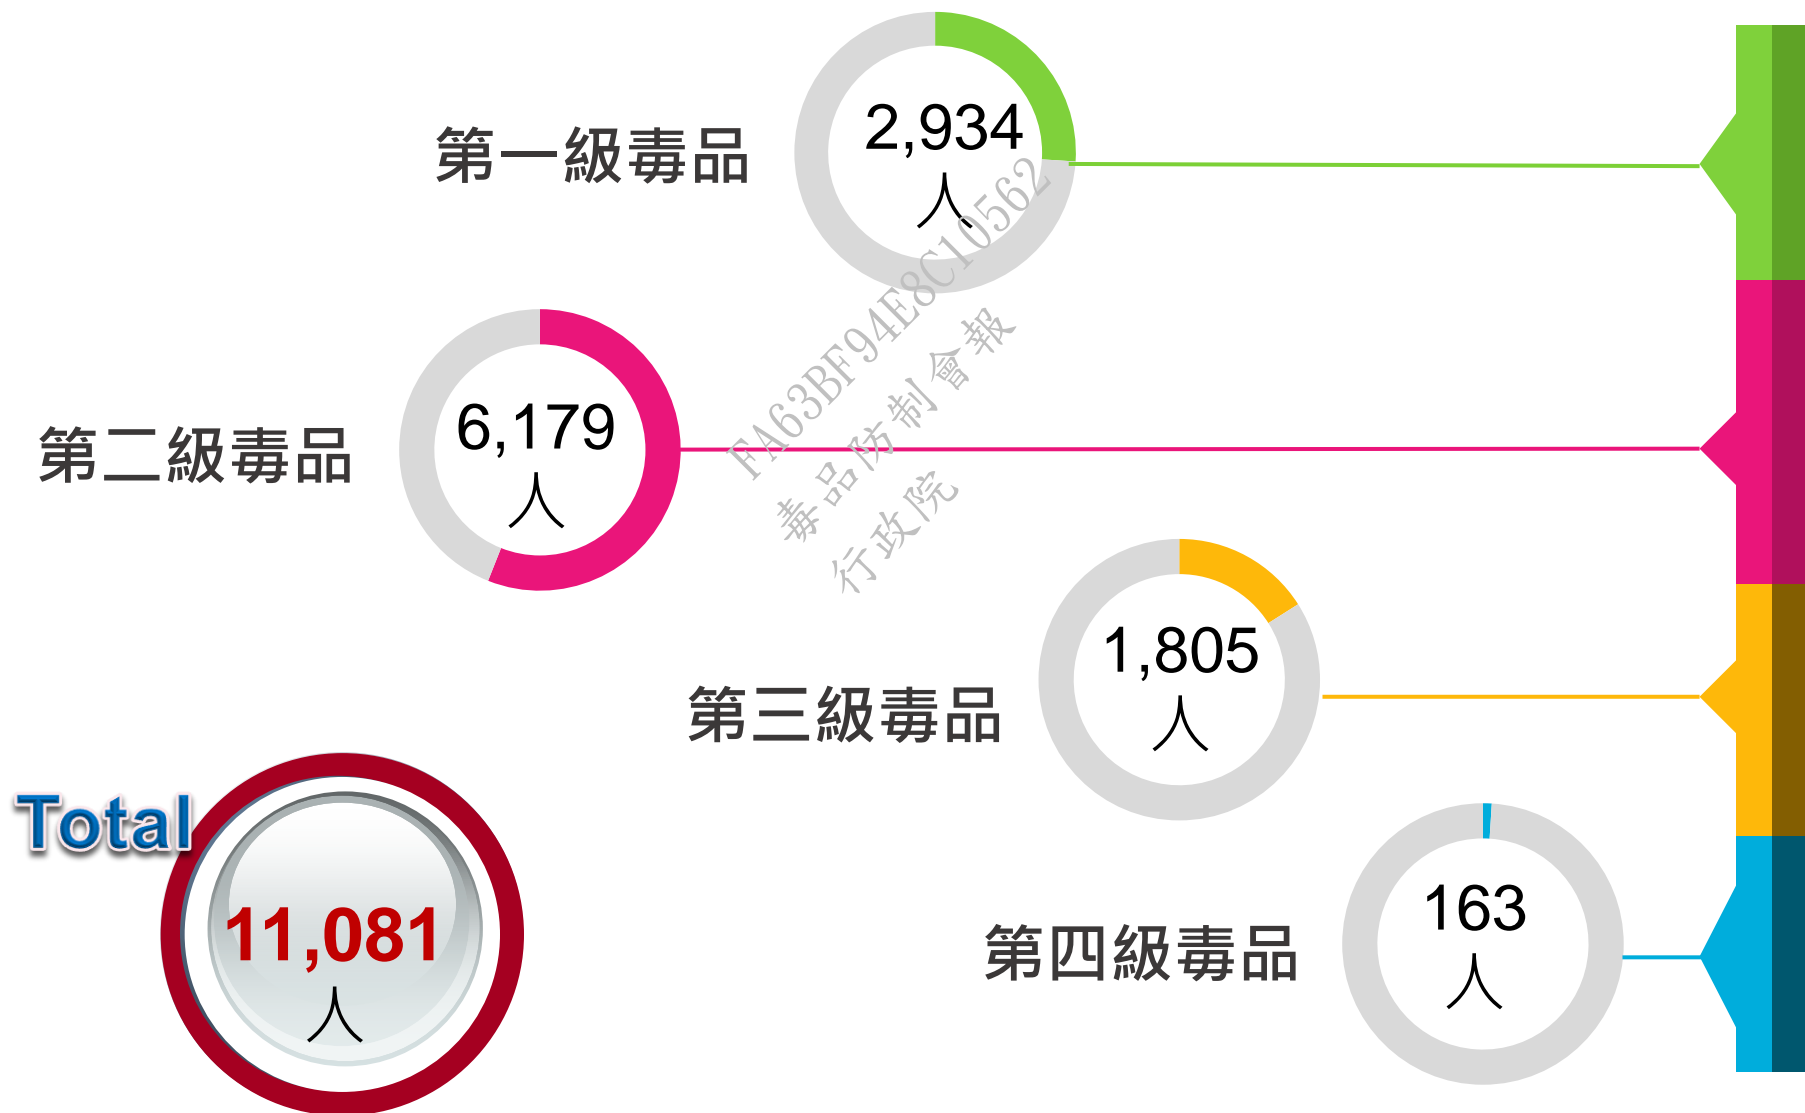 第一級毒品
2,934
人
第二級毒品
6,179
人
FA63BF94E8C10562
毒品防制會報
行政院
第三級毒品
1,805
人
Total
11,081
人
第四級毒品
163
人